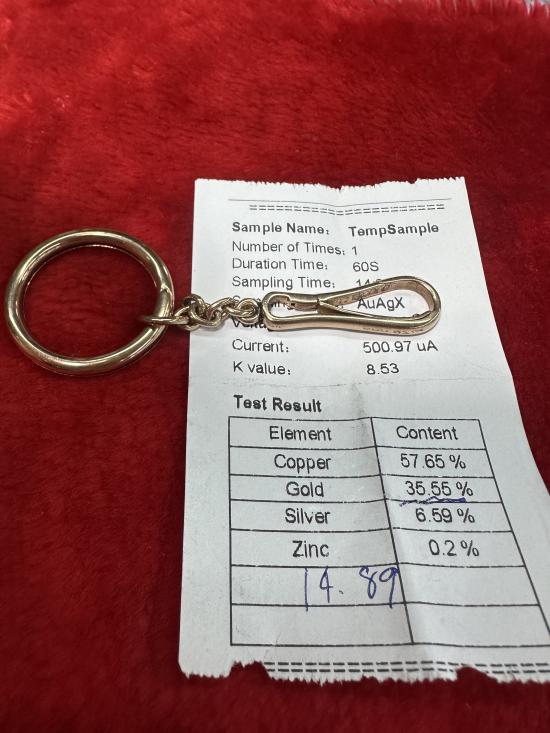 Sample Name: TempSample
Number of Times: 1
Duration Time: 60S
Sampling Time:
AuAgX
Current: 500.97 uA
K value: 8.53
Test Result
Element Content
Copper 57.65 %
Gold 35.55 %
Silver 6.59 %
Zinc 0.2 %
14.89